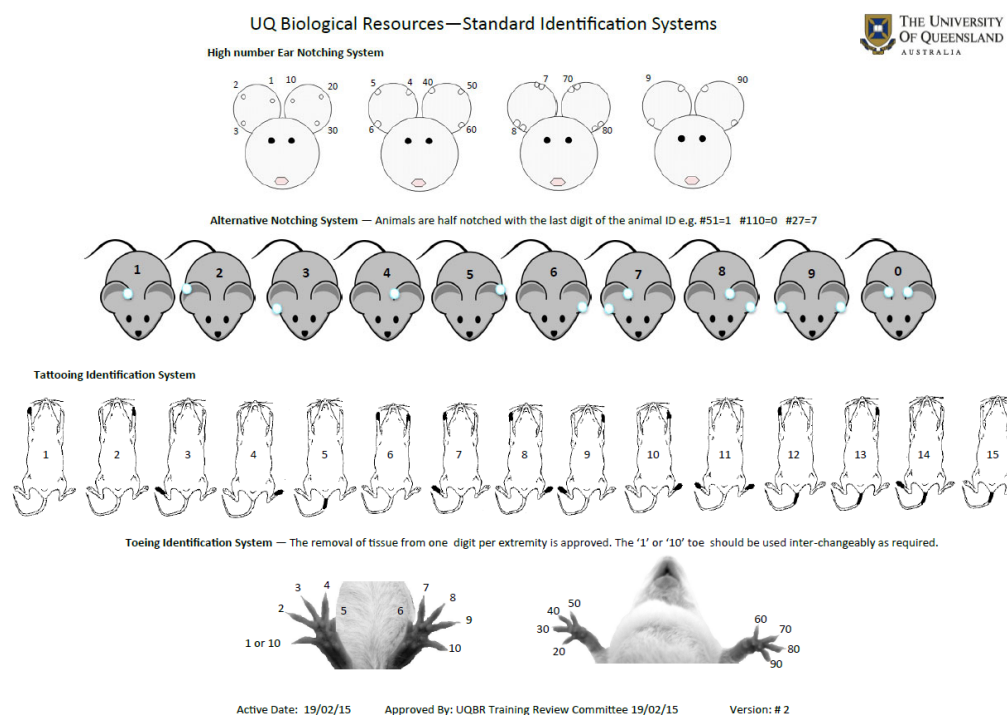 UQ Biological Resources—Standard Identification Systems
THE UNIVERSITY
OF QUEENSLAND
AUSTRALIA
High number Ear Notching System
2 1 10 20 3 30
5 4 40 50 6 60
7 70 8 80
9 90
Alternative Notching System — Animals are half notched with the last digit of the animal ID e.g. #51=1 #110=0 #27=7
1 2 3 4 5 6 7 8 9 0
Tattooing Identification System
1 2 3 4 5 6 7 8 9 10 11 12 13 14 15
Toeing Identification System — The removal of tissue from one digit per extremity is approved. The ‘1’ or ‘10’ toe should be used inter-changeably as required.
1 or 10 2 3 4 5 6 7 8 9 10
20 30 40 50 60 70 80 90
Active Date: 19/02/15 Approved By: UQBR Training Review Committee 19/02/15 Version: # 2